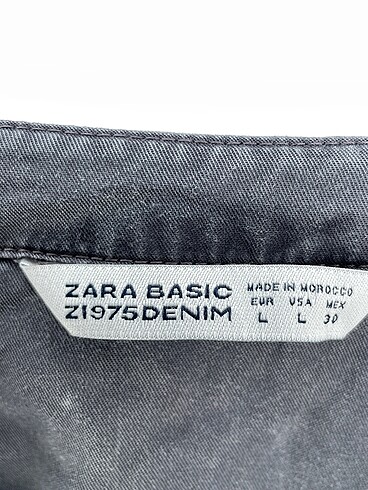 ZARA BASIC
Z1975DENIM
MADE IN MOROCCO
EUR USA MEX
L L 30